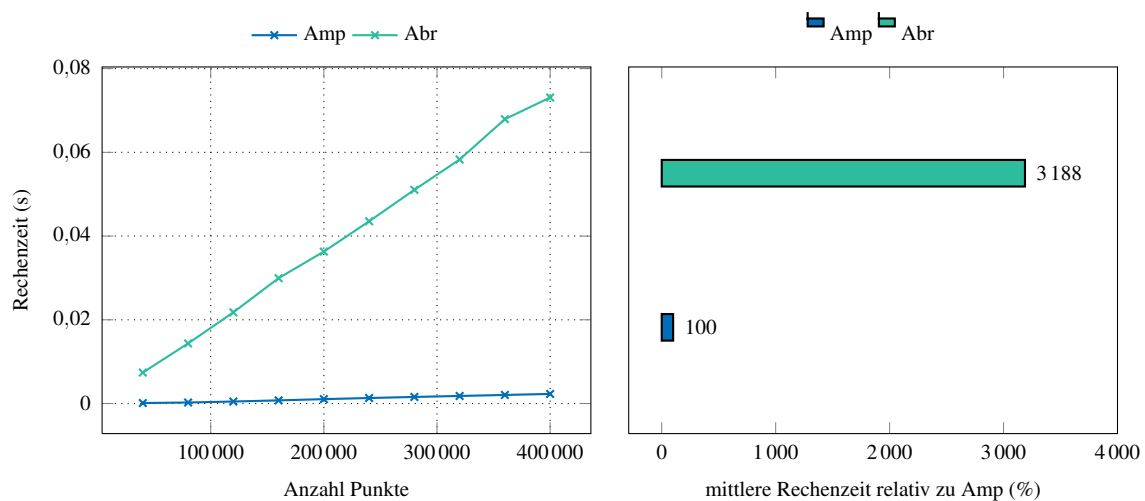 Amp Abr
0,08
0,06
0,04
0,02
0
Rechenzeit (s)
100 000 200 000 300 000 400 000
Anzahl Punkte
Amp Abr
3 188
100
0 1 000 2 000 3 000 4 000
mittlere Rechenzeit relativ zu Amp (%)